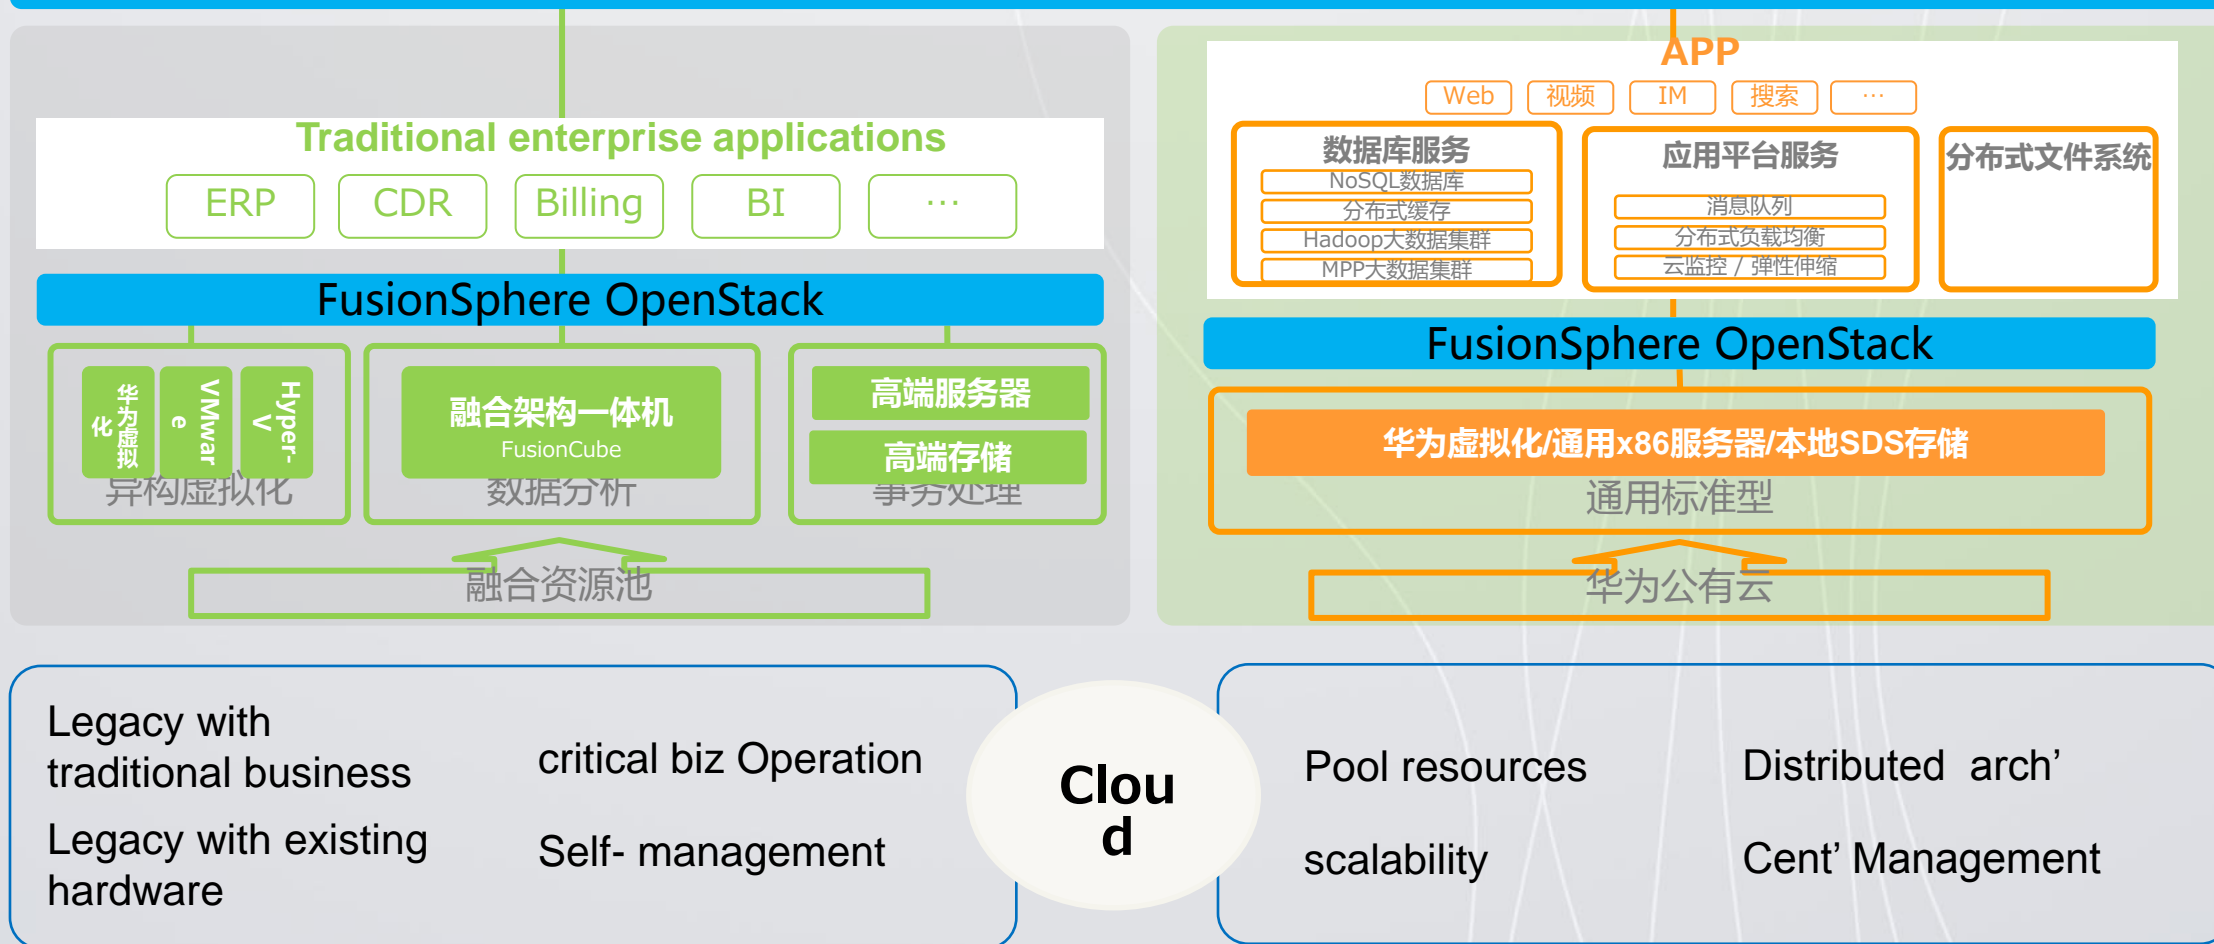 Traditional enterprise applications
ERP
CDR
Billing
BI
…
FusionSphere OpenStack
华为虚拟
化
VMwar
e
Hyper-
V
异构虚拟化
融合架构一体机
FusionCube
数据分析
高端服务器
高端存储
事务处理
融合资源池
APP
Web
视频
IM
搜索
…
数据库服务
NoSQL数据库
分布式缓存
Hadoop大数据集群
MPP大数据集群
应用平台服务
消息队列
分布式负载均衡
云监控 / 弹性伸缩
分布式文件系统
FusionSphere OpenStack
华为虚拟化/通用x86服务器/本地SDS存储
通用标准型
华为公有云
Legacy with
traditional business
Legacy with existing
hardware
critical biz Operation
Self- management
Clou
d
Pool resources
scalability
Distributed  arch’
Cent’ Management